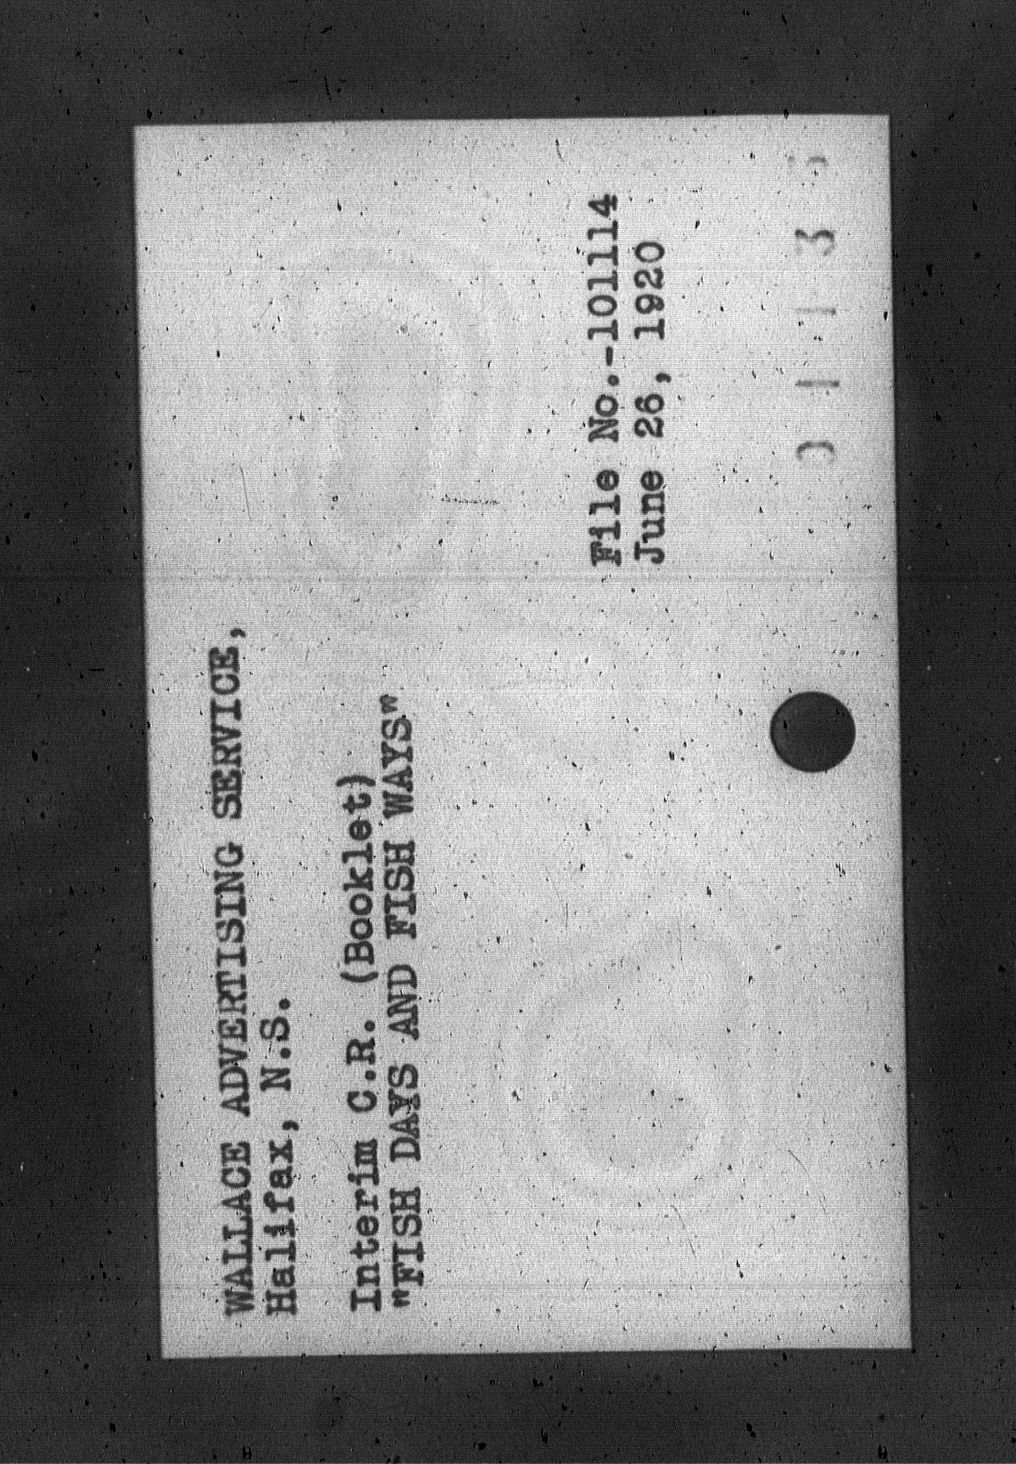 WALLACE ADVERTISING SERVICE,
Halifax, N.S.
Interim C.R. (Booklet)
"FISH DAYS AND FISH WAYS"
File No.-101114
June 26, 1920